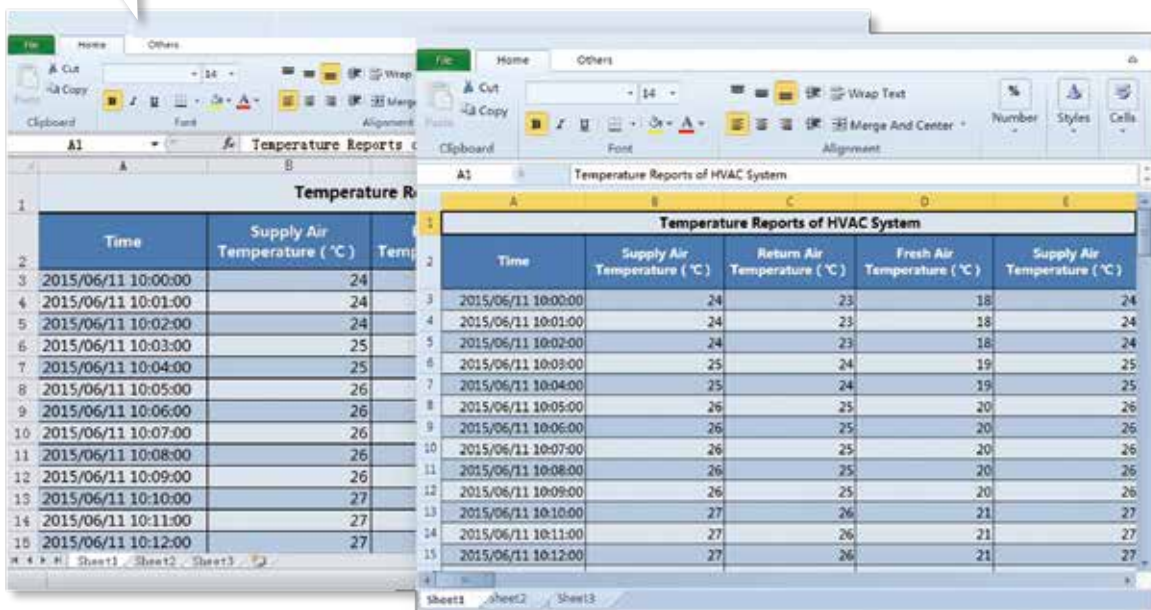 File Home Others
Cut
Copy
14
Wrap
B I U A
Merge
Clipboard Font Alignment
A1 fx Temperature Reports
A B
1 Temperature R
2 Time Supply Air
Temperature ( ℃ ) Temp
3 2015/06/11 10:00:00 24
4 2015/06/11 10:01:00 24
5 2015/06/11 10:02:00 24
6 2015/06/11 10:03:00 25
7 2015/06/11 10:04:00 25
8 2015/06/11 10:05:00 26
9 2015/06/11 10:06:00 26
10 2015/06/11 10:07:00 26
11 2015/06/11 10:08:00 26
12 2015/06/11 10:09:00 26
13 2015/06/11 10:10:00 27
14 2015/06/11 10:11:00 27
15 2015/06/11 10:12:00 27
Sheet1 Sheet2 Sheet3
File Home Others
Cut
Copy
Paste
14
Wrap Text
B I U A
Merge And Center
% Number
A Styles
Cells
Clipboard Font Alignment
A1 Temperature Reports of HVAC System
A B C D E
1 Temperature Reports of HVAC System
2 Time Supply Air Return Air Fresh Air Supply Air
Temperature ( ℃ ) Temperature ( ℃ ) Temperature ( ℃ ) Temperature ( ℃ )
3 2015/06/11 10:00:00 24 23 18 24
4 2015/06/11 10:01:00 24 23 18 24
5 2015/06/11 10:02:00 24 23 18 24
6 2015/06/11 10:03:00 25 24 19 25
7 2015/06/11 10:04:00 25 24 19 25
8 2015/06/11 10:05:00 26 25 20 26
9 2015/06/11 10:06:00 26 25 20 26
10 2015/06/11 10:07:00 26 25 20 26
11 2015/06/11 10:08:00 26 25 20 26
12 2015/06/11 10:09:00 26 25 20 26
13 2015/06/11 10:10:00 27 26 21 27
14 2015/06/11 10:11:00 27 26 21 27
15 2015/06/11 10:12:00 27 26 21 27
Sheet1 Sheet2 Sheet3